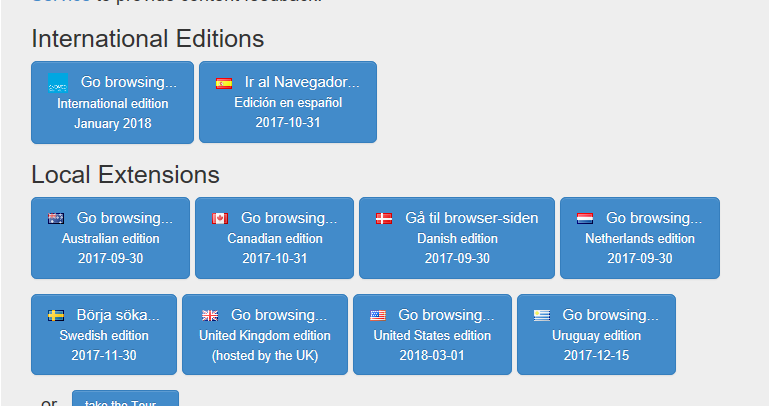 Service to provide content feedback.
International Editions
Go browsing...
International edition
January 2018
Ir al Navegador...
Edición en español
2017-10-31
Local Extensions
Go browsing...
Australian edition
2017-09-30
Go browsing...
Canadian edition
2017-10-31
Gå til browser-siden
Danish edition
2017-09-30
Go browsing...
Netherlands edition
2017-09-30
Börja söka...
Swedish edition
2017-11-30
Go browsing...
United Kingdom edition
(hosted by the UK)
Go browsing...
United States edition
2018-03-01
Go browsing...
Uruguay edition
2017-12-15
or take the Tour